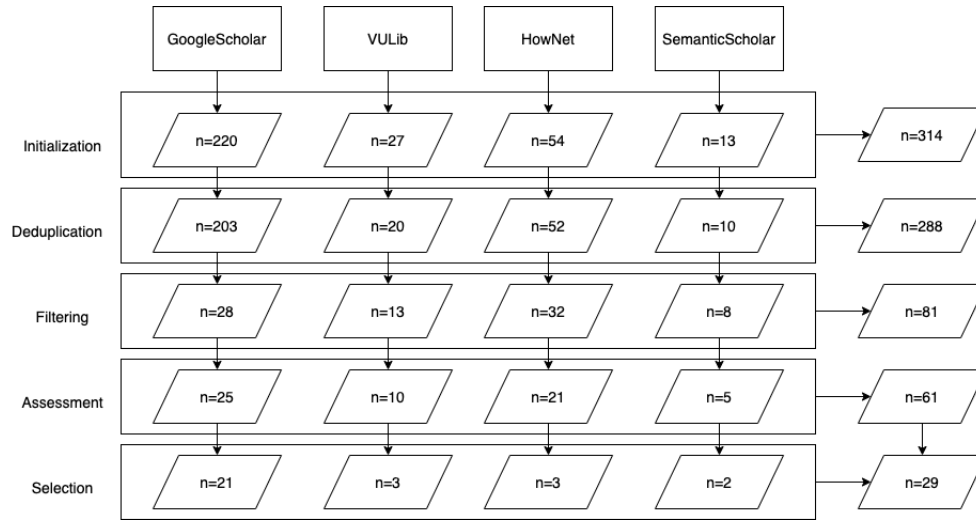 GoogleScholar VULib HowNet SemanticScholar
Initialization n=220 n=27 n=54 n=13 n=314
Deduplication n=203 n=20 n=52 n=10 n=288
Filtering n=28 n=13 n=32 n=8 n=81
Assessment n=25 n=10 n=21 n=5 n=61
Selection n=21 n=3 n=3 n=2 n=29